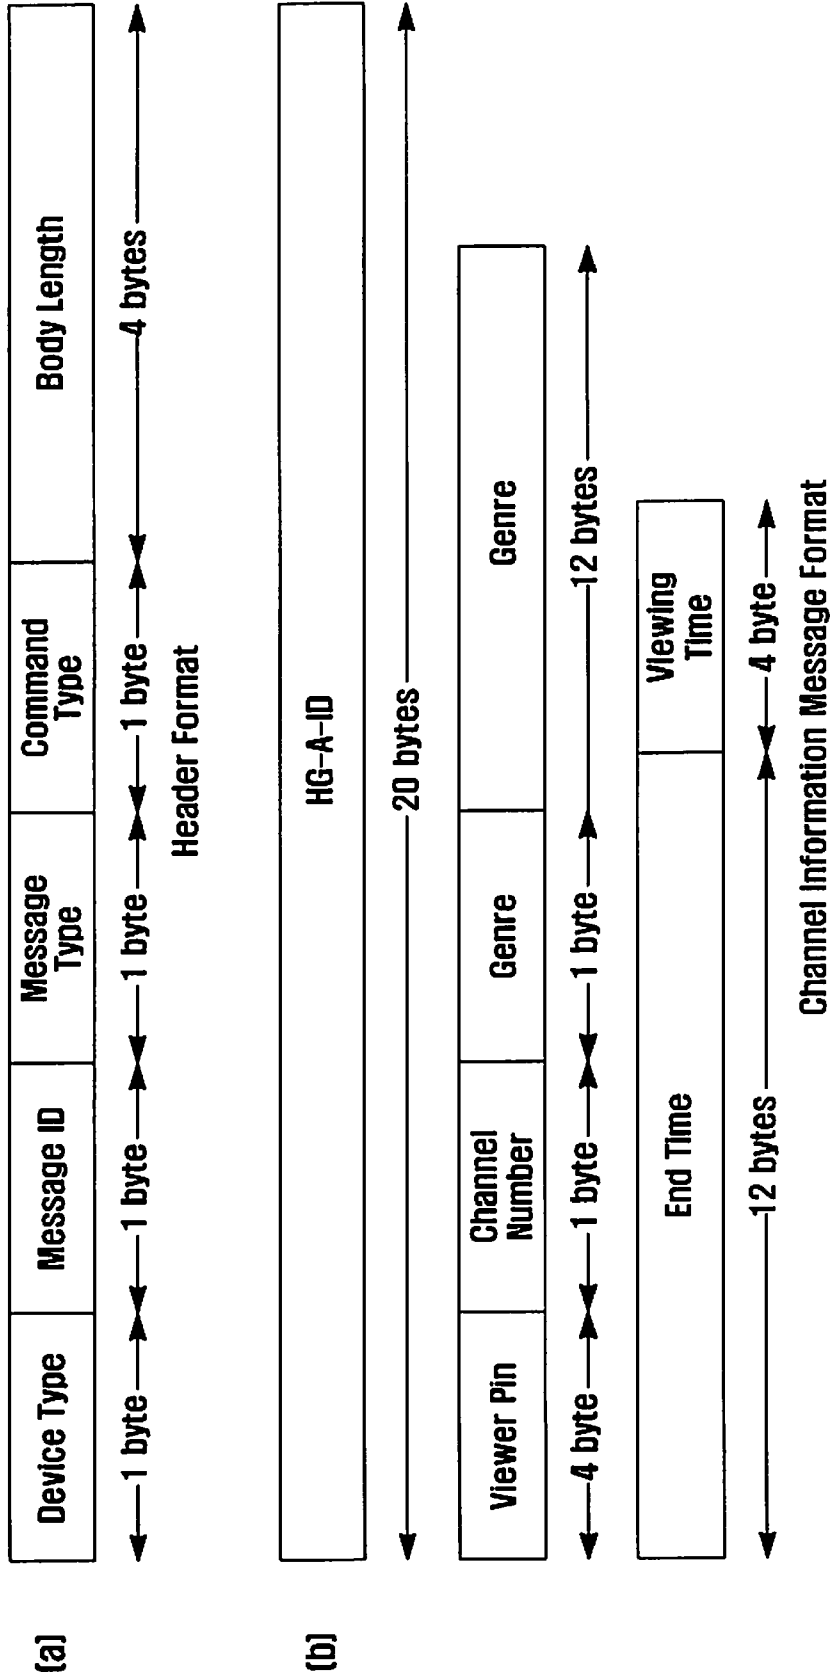 (a)
Device Type
Message ID
Message
Type
Command
Type
Body Length
1 byte
1 byte
1 byte
1 byte
4 bytes
Header Format
(b)
HG-A-ID
20 bytes
Viewer Pin
Channel
Number
Genre
Genre
4 byte
1 byte
1 byte
12 bytes
End Time
Viewing
Time
12 bytes
4 byte
Channel Information Message Format